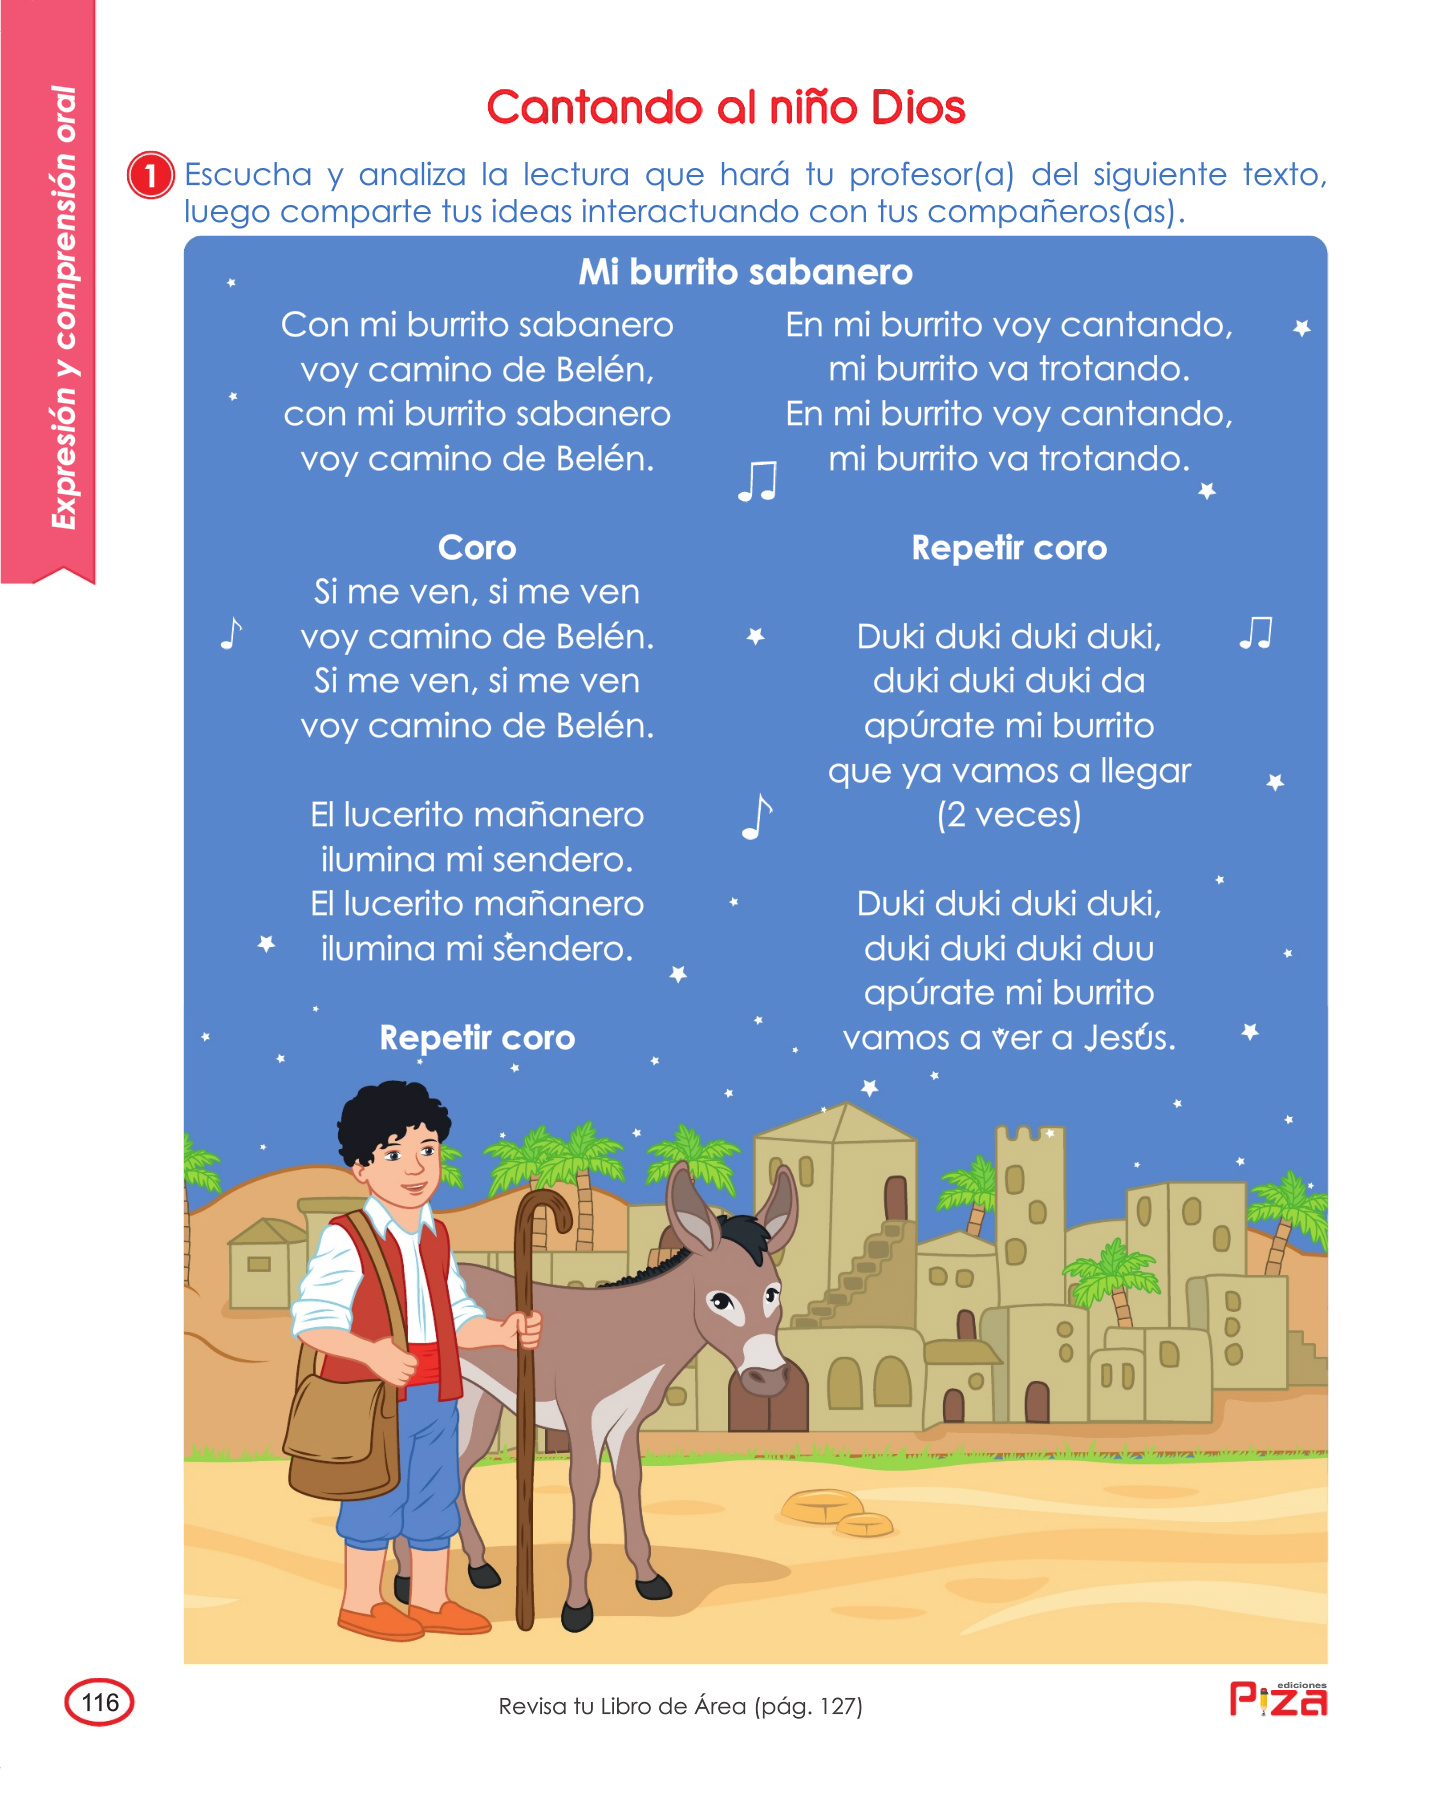 Expresión y comprensión oral
Cantando al niño Dios
1
Escucha y analiza la lectura que hará tu profesor(a) del siguiente texto,
luego comparte tus ideas interactuando con tus compañeros(as).
Mi burrito sabanero
Con mi burrito sabanero
voy camino de Belén,
con mi burrito sabanero
voy camino de Belén.
Coro
Si me ven, si me ven
voy camino de Belén.
Si me ven, si me ven
voy camino de Belén.
El lucerito mañanero
ilumina mi sendero.
El lucerito mañanero
ilumina mi sendero.
Repetir coro
En mi burrito voy cantando,
mi burrito va trotando.
En mi burrito voy cantando,
mi burrito va trotando.
Repetir coro
Duki duki duki duki,
duki duki duki da
apúrate mi burrito
que ya vamos a llegar
(2 veces)
Duki duki duki duki,
duki duki duki duu
apúrate mi burrito
vamos a ver a Jesús.
116
Revisa tu Libro de Área (pág. 127)
ediciones
Piza